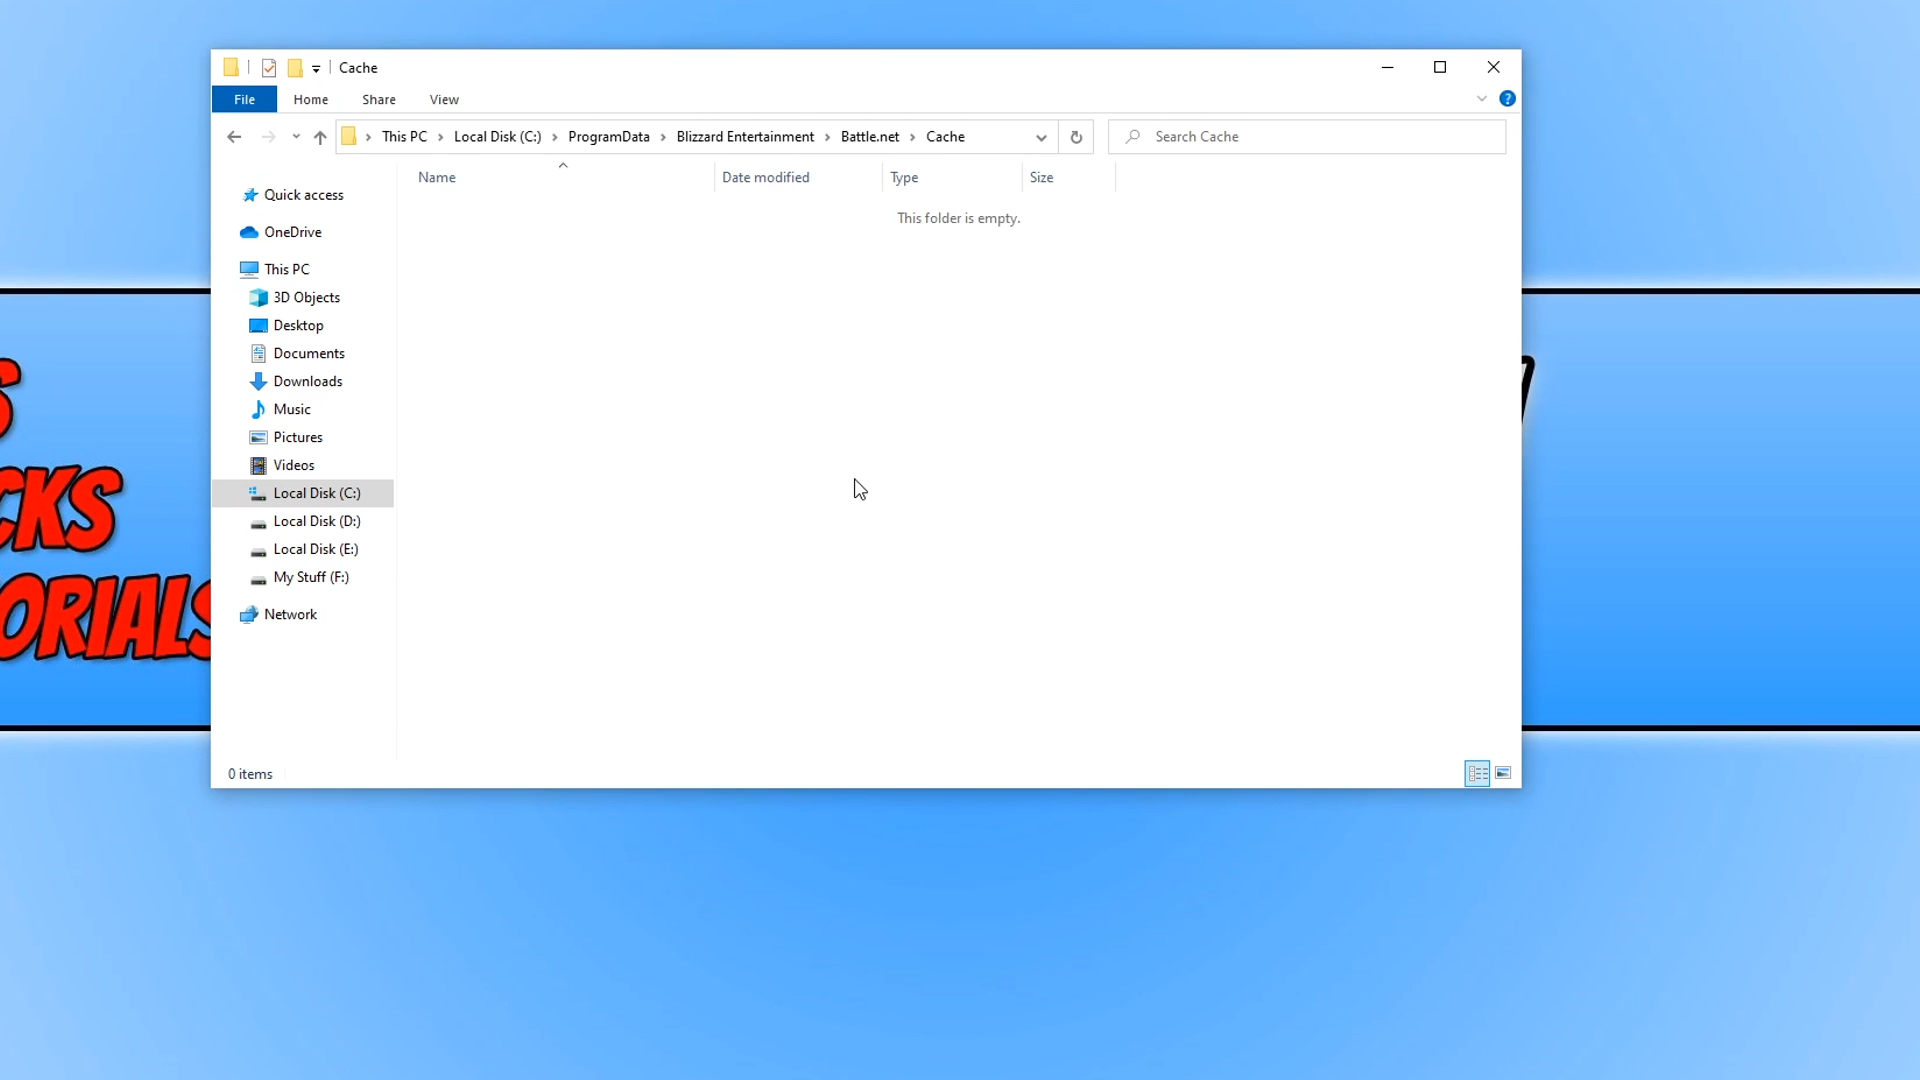 Cache
File Home Share View
This PC Local Disk (C:) ProgramData Blizzard Entertainment Battle.net Cache
Search Cache
Name Date modified Type Size
This folder is empty.
Quick access
OneDrive
This PC
3D Objects
Desktop
Documents
Downloads
Music
Pictures
Videos
Local Disk (C:)
Local Disk (D:)
Local Disk (E:)
My Stuff (F:)
Network
0 items